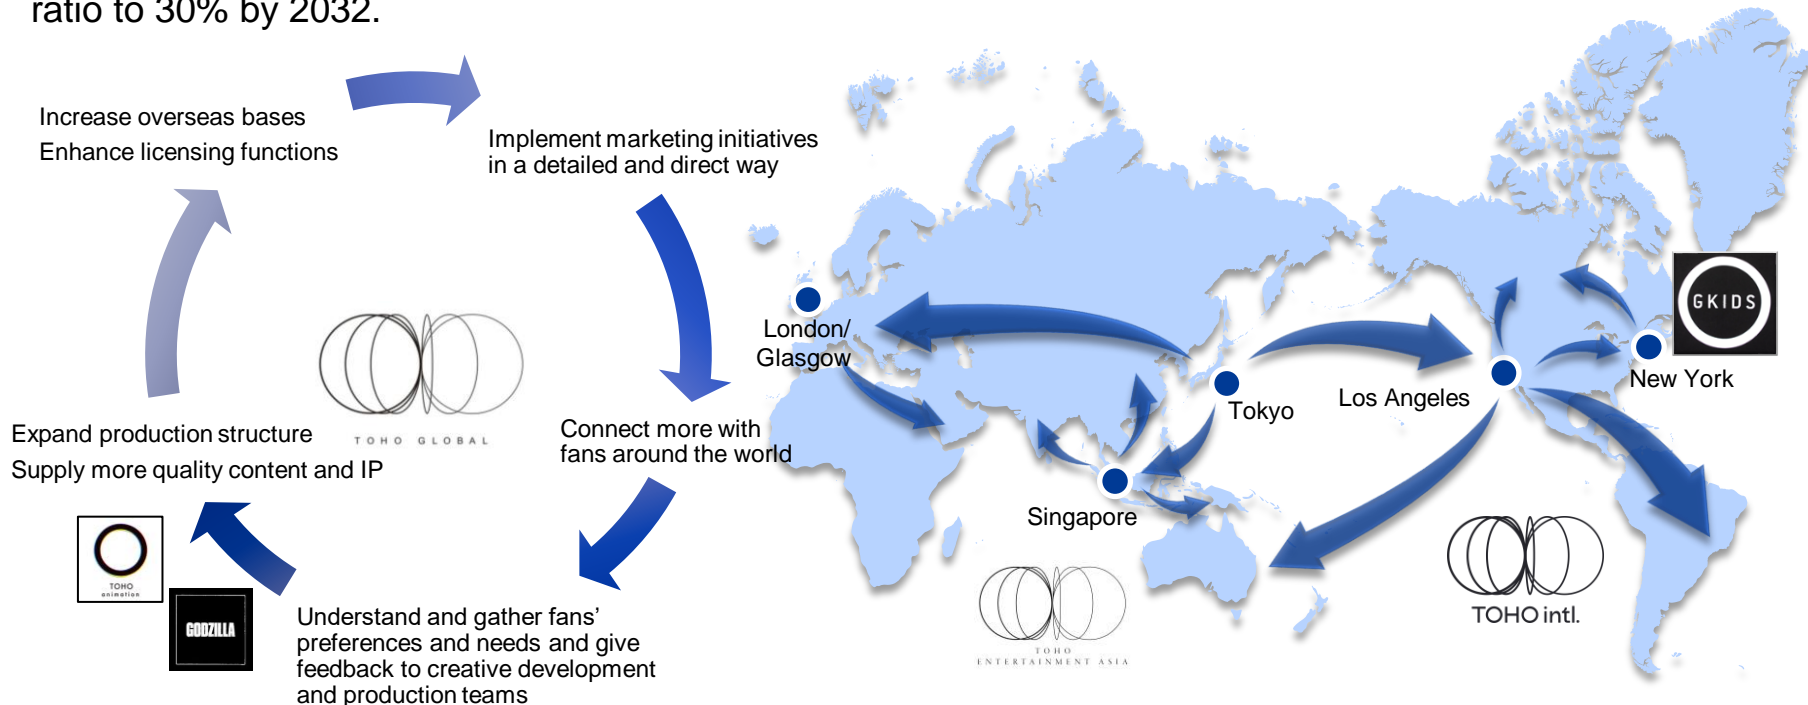 ratio to 30% by 2032.
Increase overseas bases
Enhance licensing functions
Implement marketing initiatives
in a detailed and direct way
Connect more with
fans around the world
Understand and gather fans’
preferences and needs and give
feedback to creative development
and production teams
Expand production structure
Supply more quality content and IP
TOHO GLOBAL
TOHO
animation
GODZILLA
London/
Glasgow
Tokyo
Singapore
Los Angeles
New York
GKIDS
TOHO
ENTERTAINMENT ASIA
TOHO intl.